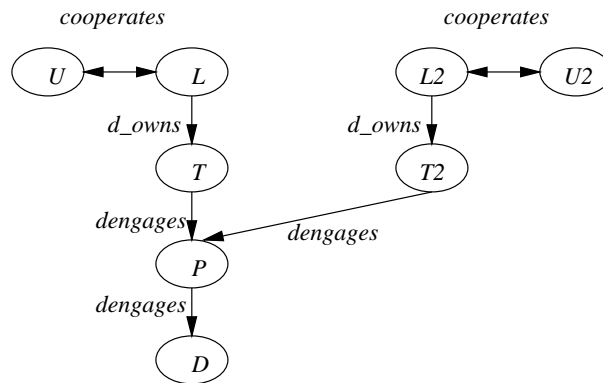 cooperates cooperates
U L L2 U2
d_owns d_owns
T T2
dengages dengages
P
dengages
D